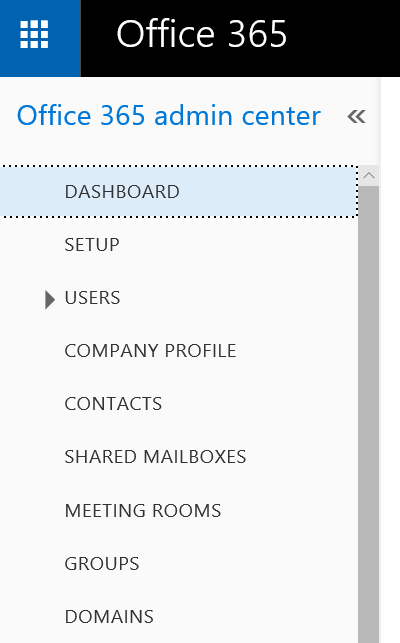 Office 365
Office 365 admin center
DASHBOARD
SETUP
USERS
COMPANY PROFILE
CONTACTS
SHARED MAILBOXES
MEETING ROOMS
GROUPS
DOMAINS